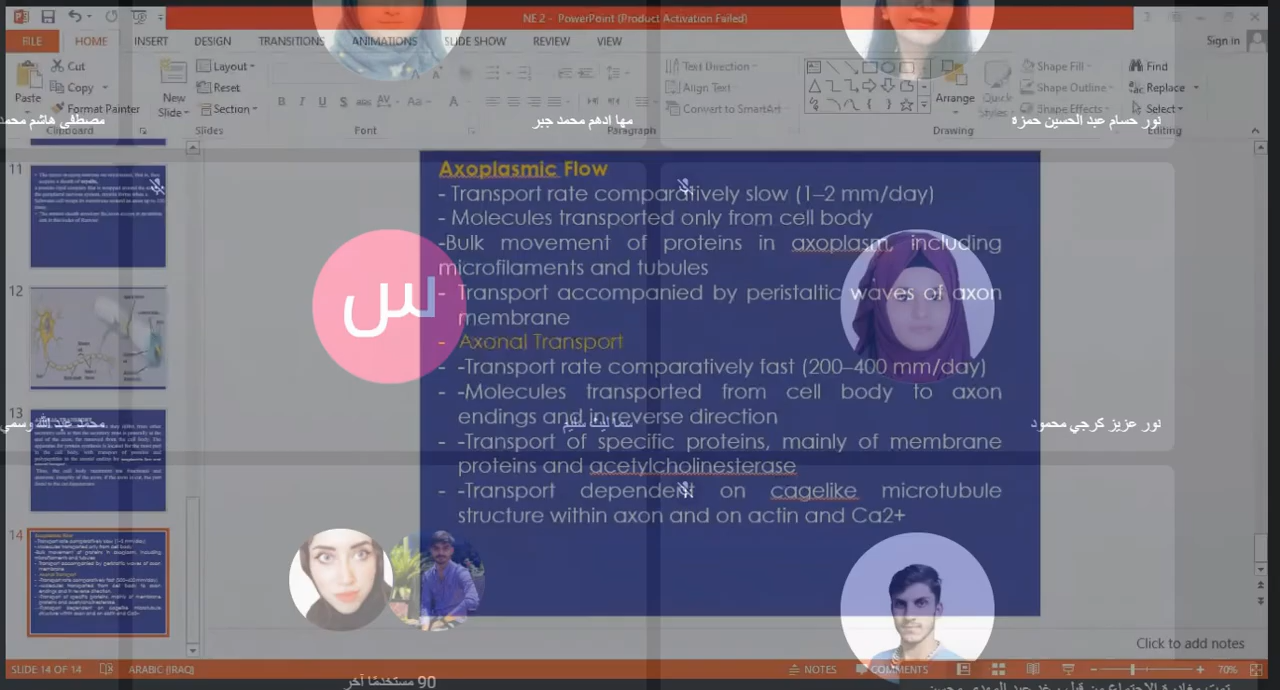 NE 2 - PowerPoint (Product Activation Failed)
FILE HOME INSERT DESIGN TRANSITIONS ANIMATIONS SLIDE SHOW REVIEW VIEW Sign in
Cut
Copy
Format Painter
Paste
Clipboard
New
Slide
Layout
Reset
Section
Slides
Font
Paragraph
Text Direction
Align Text
Convert to SmartArt
Arrange
Quick
Styles
Shape Fill
Shape Outline
Shape Effects
Drawing
Find
Replace
Select
Editing
مصطفى هاشم محمد
مها ادهم محمد جبر
نور حسام عبد الحسين حمزه
11
12
13
14
Axoplasmic Flow
- Transport rate comparatively slow (1–2 mm/day)
- Molecules transported only from cell body
-Bulk movement of proteins in axoplasm, including
microfilaments and tubules
- Transport accompanied by peristaltic waves of axon
membrane
- Axonal Transport
- -Transport rate comparatively fast (200–400 mm/day)
- -Molecules transported from cell body to axon
endings and in reverse direction
- -Transport of specific proteins, mainly of membrane
proteins and acetylcholinesterase
- -Transport dependent on cagelike microtubule
structure within axon and on actin and Ca2+
س
محمد عبد الله وسمي
نور عزيز كرجي محمود
90 مستخدمًا آخر
Click to add notes
SLIDE 14 OF 14 ARABIC (IRAQ) NOTES COMMENTS 70%